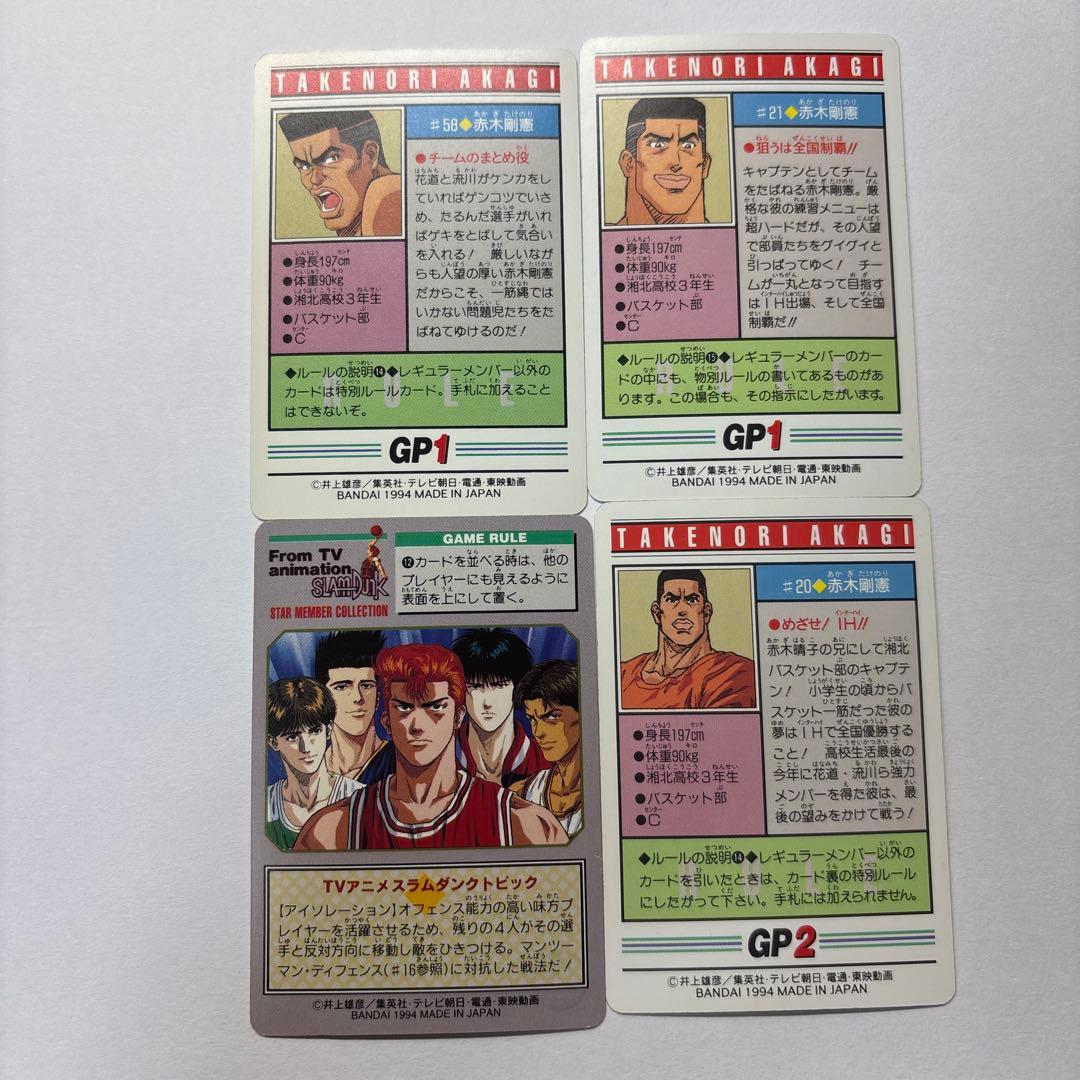 TAKENORI AKAGI
あかぎたけのり
#58◆赤木剛憲
●チームのまとめ役
花道と流川がケンカをし
ていればゲンコツでいさ
め、たるんだ選手がいれ
ばゲキをとばして気合い
を入れる! 厳しいなが
らも人望の厚い赤木剛憲
だからこそ、一筋縄では
いかない問題児たちをた
ばねてゆけるのだ!
●身長197cm
●体重90kg
●湘北高校3年生
●バスケット部
●C
RULE
◆ルールの説明⓮◆レギュラーメンバー以外の
カードは特別ルールカード。手札に加えること
はできないぞ。
GP1
©井上雄彦/集英社・テレビ朝日・電通・東映動画
BANDAI 1994 MADE IN JAPAN
TAKENORI AKAGI
あかぎたけのり
#21◆赤木剛憲
●狙うは全国制覇!!
キャプテンとしてチーム
をたばねる赤木剛憲。厳
格な彼の練習メニューは
超ハードだが、その人望
で部員たちをグイグイと
引っぱってゆく! チー
ムが一丸となって目指す
はIH出場、そして全国
制覇だ!!
●身長197cm
●体重90kg
●湘北高校3年生
●バスケット部
●C
RULE
◆ルールの説明⓯◆レギュラーメンバーのカー
ドの中にも、物別ルールの書いてあるものがあ
ります。この場合も、その指示にしたがいます。
GP1
©井上雄彦/集英社・テレビ朝日・電通・東映動画
BANDAI 1994 MADE IN JAPAN
From TV
animation
SLAM DUNK
STAR MEMBER COLLECTION
GAME RULE
⓬カードを並べる時は、他の
プレイヤーにも見えるように
表面を上にして置く。
TVアニメスラムダンクトピック
【アイソレーション】オフェンス能力の高い味方プ
レイヤーを活躍させるため、残りの4人がその選
手と反対方向に移動し敵をひきつける。マンツー
マン・ディフェンス(#16参照)に対抗した戦法だ!
©井上雄彦/集英社・テレビ朝日・電通・東映動画
BANDAI 1994 MADE IN JAPAN
TAKENORI AKAGI
あかぎたけのり
#20◆赤木剛憲
●めざせ! IH!!
赤木晴子の兄にして湘北
バスケット部のキャプテ
ン! 小学生の頃からバ
スケット一筋だった彼の
夢はIHで全国優勝する
こと! 高校生活最後の
今年に花道・流川ら強力
メンバーを得た彼は、最
後の望みをかけて戦う!
●身長197cm
●体重90kg
●湘北高校3年生
●バスケット部
●C
RULE
◆ルールの説明⓮◆レギュラーメンバー以外の
カードを引いたときは、カード裏の特別ルール
にしたがって下さい。手札には加えられません。
GP2
©井上雄彦/集英社・テレビ朝日・電通・東映動画
BANDAI 1994 MADE IN JAPAN